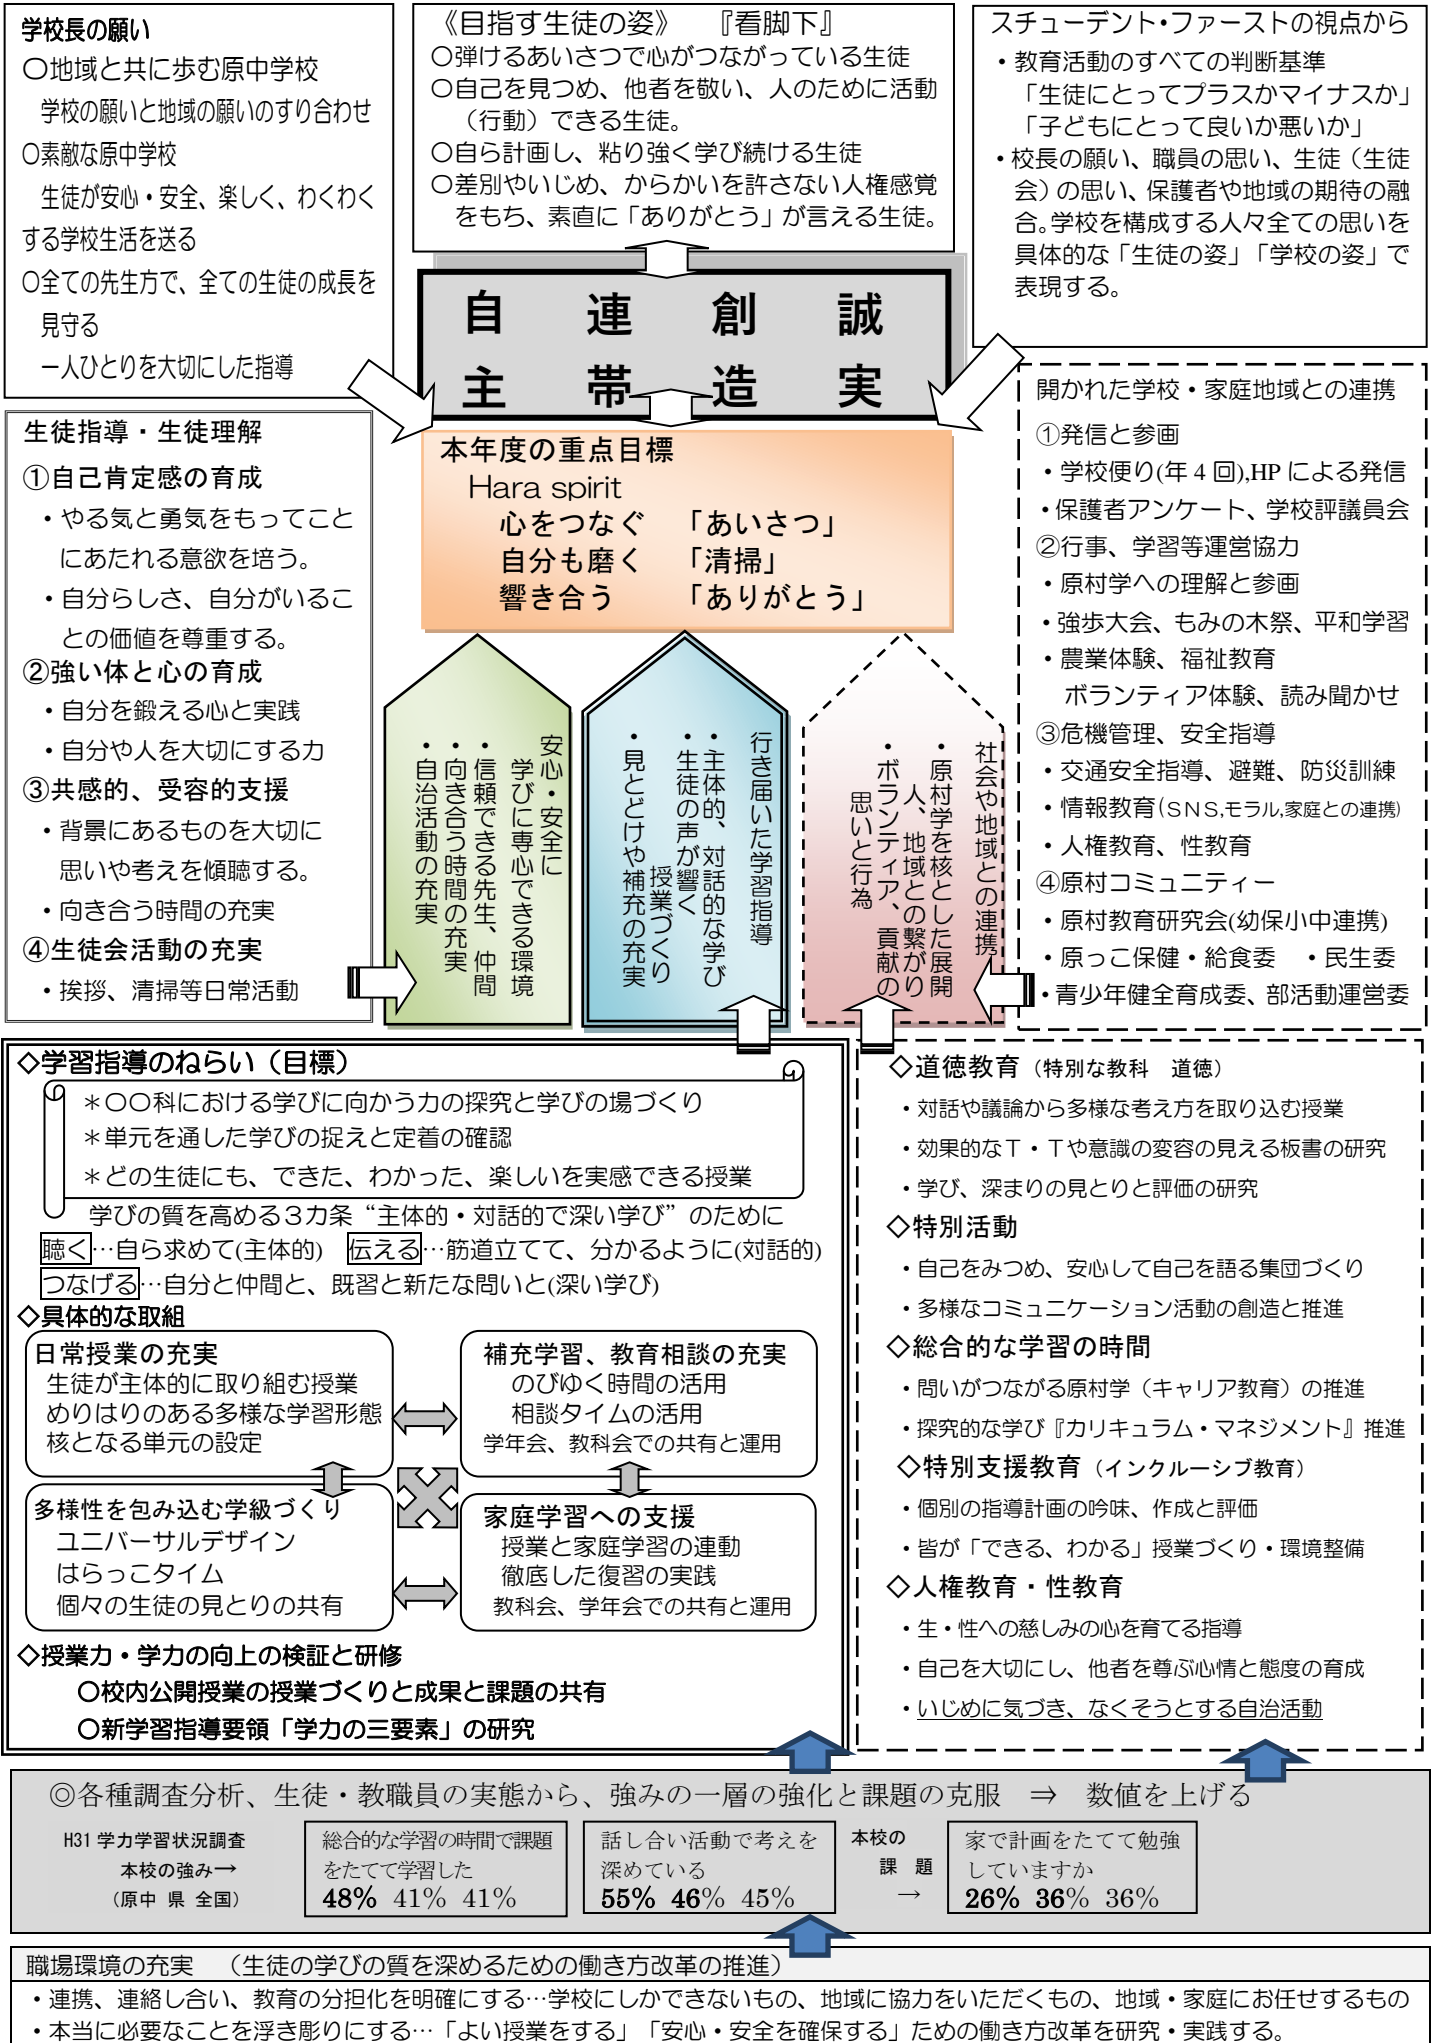 学校長の願い
〇地域と共に歩む原中学校
学校の願いと地域の願いのすり合わせ
〇素敵な原中学校
生徒が安心・安全、楽しく、わくわく
する学校生活を送る
〇全ての先生方で、全ての生徒の成長を
見守る
一人ひとりを大切にした指導
《目指す生徒の姿》　『看脚下』
〇弾けるあいさつで心がつながっている生徒
〇自己を見つめ、他者を敬い、人のために活動
（行動）できる生徒。
〇自ら計画し、粘り強く学び続ける生徒
〇差別やいじめ、からかいを許さない人権感覚
をもち、素直に「ありがとう」が言える生徒。
スチューデント・ファーストの視点から
・教育活動のすべての判断基準
「生徒にとってプラスかマイナスか」
「子どもにとって良いか悪いか」
・校長の願い、職員の思い、生徒（生徒
会）の思い、保護者や地域の期待の融
合。学校を構成する人々全ての思いを
具体的な「生徒の姿」「学校の姿」で
表現する。
自　連　創　誠
主　帯　造　実
本年度の重点目標
Hara spirit
心をつなぐ　「あいさつ」
自分も磨く　「清掃」
響き合う　「ありがとう」
生徒指導・生徒理解
①自己肯定感の育成
・やる気と勇気をもってこと
にあたれる意欲を培う。
・自分らしさ、自分がいるこ
との価値を尊重する。
②強い体と心の育成
・自分を鍛える心と実践
・自分や人を大切にする力
③共感的、受容的支援
・背景にあるものを大切に
思いや考えを傾聴する。
・向き合う時間の充実
④生徒会活動の充実
・挨拶、清掃等日常活動
安心・安全に
学びに専心できる環境
・信頼できる先生、仲間
・向き合う時間の充実
・自治活動の充実
行き届いた学習指導
・主体的、対話的な学び
・生徒の声が響く
授業づくり
・見とどけや補充の充実
社会や地域との連携
・原村学を核とした展開
人、地域との繋がり
・ボランティア、貢献の
思いと行為
開かれた学校・家庭地域との連携
①発信と参画
・学校便り(年 4 回),HP による発信
・保護者アンケート、学校評議員会
②行事、学習等運営協力
・原村学への理解と参画
・強歩大会、もみの木祭、平和学習
・農業体験、福祉教育
ボランティア体験、読み聞かせ
③危機管理、安全指導
・交通安全指導、避難、防災訓練
・情報教育(ＳＮＳ,モラル,家庭との連携)
・人権教育、性教育
④原村コミュニティー
・原村教育研究会(幼保小中連携)
・原っこ保健・給食委　・民生委
・青少年健全育成委、部活動運営委
◇学習指導のねらい（目標）
＊〇〇科における学びに向かう力の探究と学びの場づくり
＊単元を通した学びの捉えと定着の確認
＊どの生徒にも、できた、わかった、楽しいを実感できる授業
学びの質を高める３カ条“主体的・対話的で深い学び”のために
聴く…自ら求めて(主体的)　伝える…筋道立てて、分かるように(対話的)
つなげる…自分と仲間と、既習と新たな問いと(深い学び)
◇具体的な取組
日常授業の充実
生徒が主体的に取り組む授業
めりはりのある多様な学習形態
核となる単元の設定
補充学習、教育相談の充実
のびゆく時間の活用
相談タイムの活用
学年会、教科会での共有と運用
多様性を包み込む学級づくり
ユニバーサルデザイン
はらっこタイム
個々の生徒の見とりの共有
家庭学習への支援
授業と家庭学習の連動
徹底した復習の実践
教科会、学年会での共有と運用
◇授業力・学力の向上の検証と研修
〇校内公開授業の授業づくりと成果と課題の共有
〇新学習指導要領「学力の三要素」の研究
◇道徳教育（特別な教科　道徳）
・対話や議論から多様な考え方を取り込む授業
・効果的なＴ・Ｔや意識の変容の見える板書の研究
・学び、深まりの見とりと評価の研究
◇特別活動
・自己をみつめ、安心して自己を語る集団づくり
・多様なコミュニケーション活動の創造と推進
◇総合的な学習の時間
・問いがつながる原村学（キャリア教育）の推進
・探究的な学び『カリキュラム・マネジメント』推進
◇特別支援教育（インクルーシブ教育）
・個別の指導計画の吟味、作成と評価
・皆が「できる、わかる」授業づくり・環境整備
◇人権教育・性教育
・生・性への慈しみの心を育てる指導
・自己を大切にし、他者を尊ぶ心情と態度の育成
・いじめに気づき、なくそうとする自治活動
◎各種調査分析、生徒・教職員の実態から、強みの一層の強化と課題の克服　⇒　数値を上げる
H31 学力学習状況調査
本校の強み→
（原中 県 全国）
総合的な学習の時間で課題
をたてて学習した
48% 41% 41%
話し合い活動で考えを
深めている
55% 46% 45%
本校の
課 題
→
家で計画をたてて勉強
していますか
26% 36% 36%
職場環境の充実　（生徒の学びの質を深めるための働き方改革の推進）
・連携、連絡し合い、教育の分担化を明確にする…学校にしかできないもの、地域に協力をいただくもの、地域・家庭にお任せするもの
・本当に必要なことを浮き彫りにする…「よい授業をする」「安心・安全を確保する」ための働き方改革を研究・実践する。